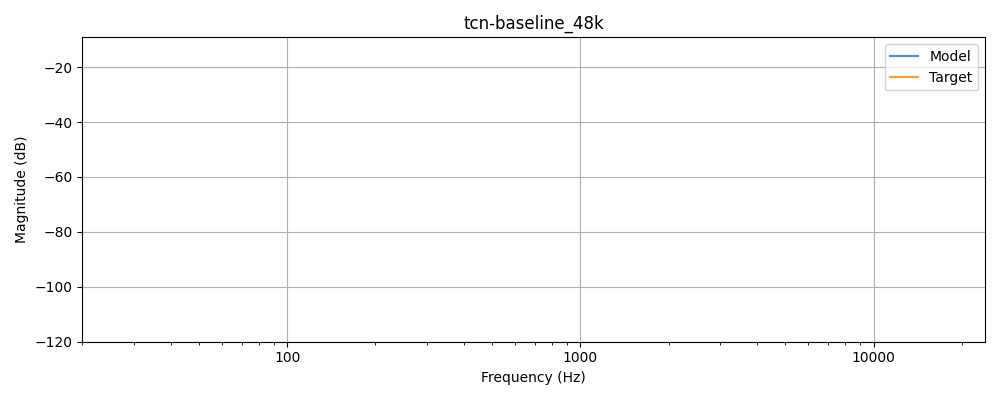 tcn-baseline_48k
Model
Target
Magnitude (dB)
−20
−40
−60
−80
−100
−120
100
1000
10000
Frequency (Hz)